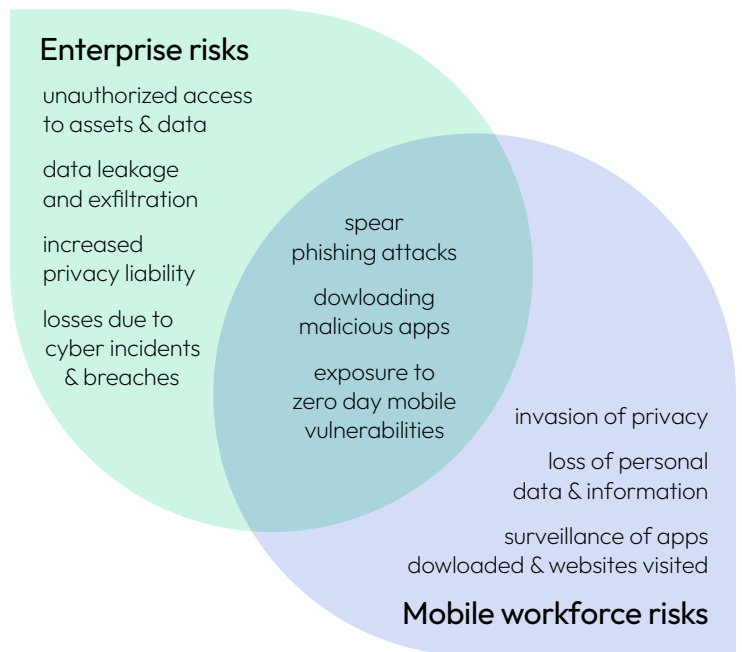 Enterprise risks
unauthorized access
to assets & data
data leakage
and exfiltration
increased
privacy liability
losses due to
cyber incidents
& breaches
spear
phishing attacks
dowloading
malicious apps
exposure to
zero day mobile
vulnerabilities
invasion of privacy
loss of personal
data & information
surveillance of apps
dowloaded & websites visited
Mobile workforce risks